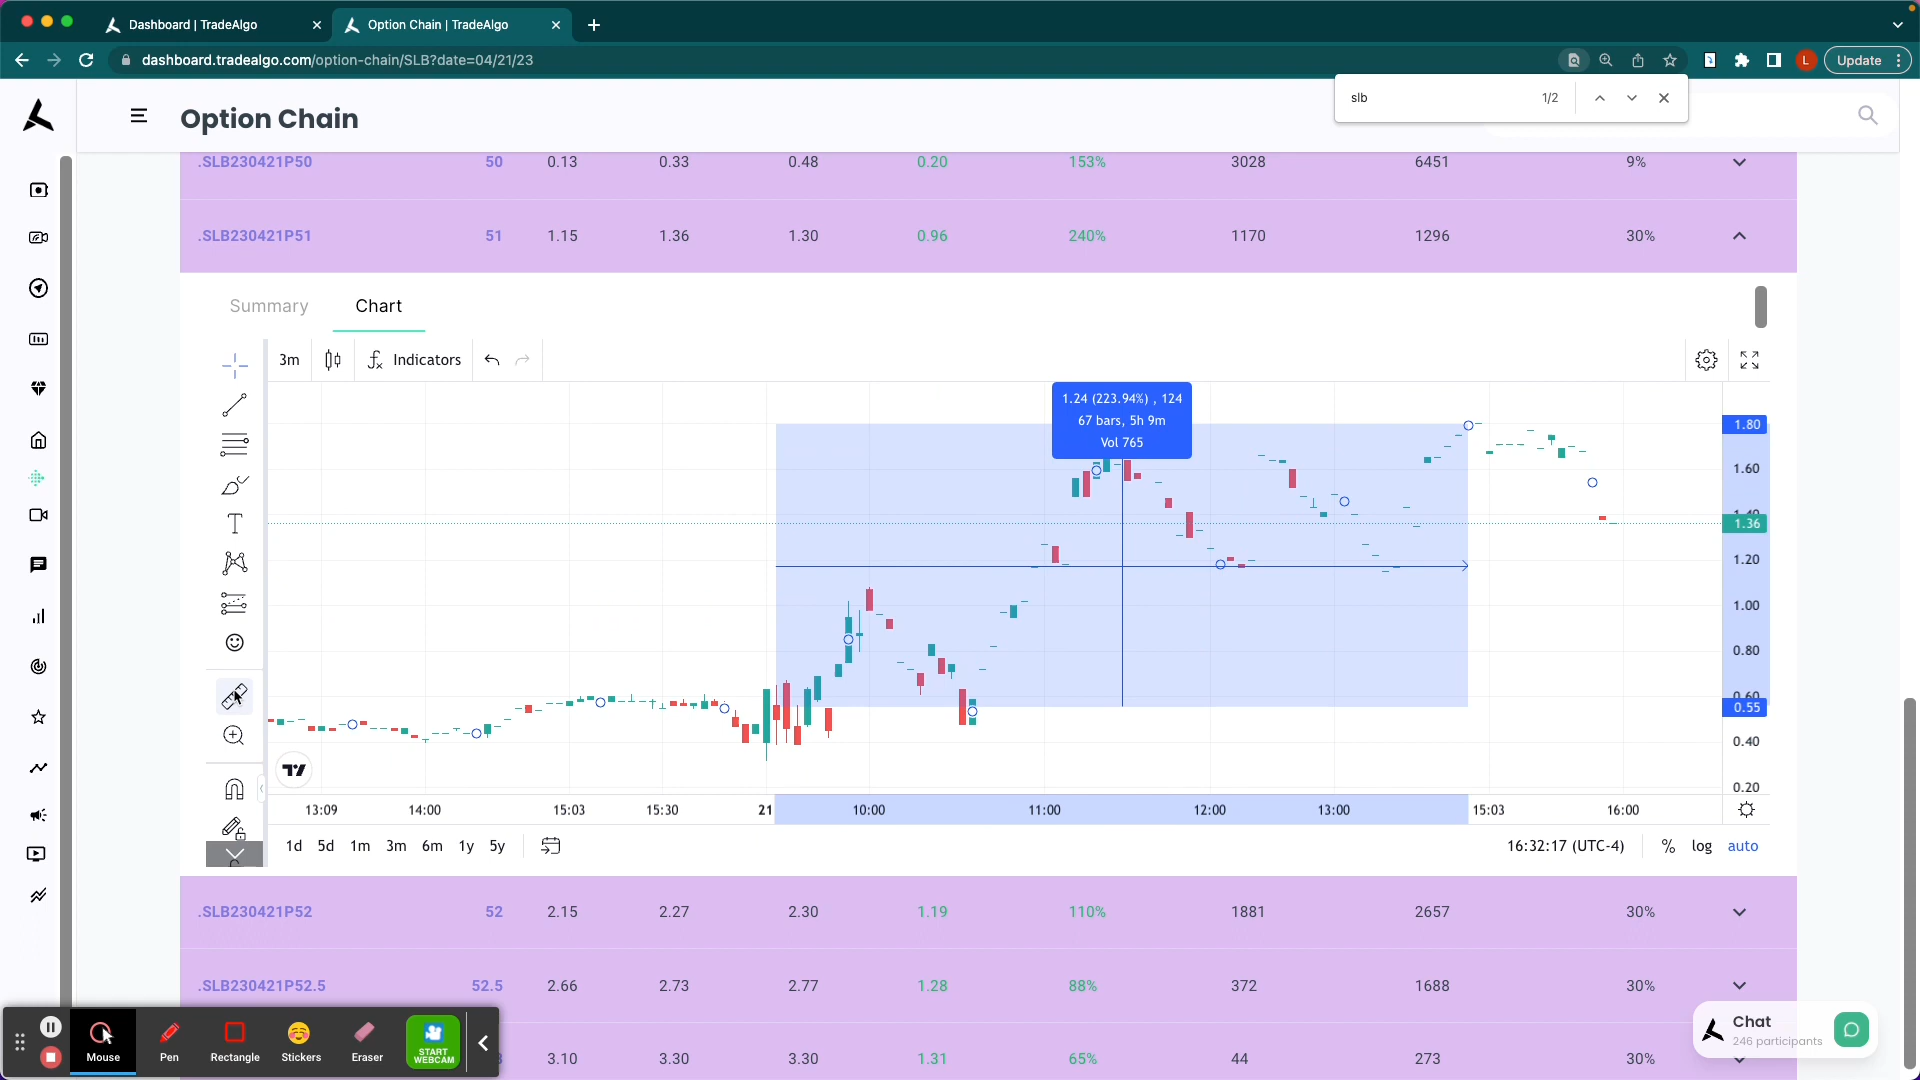 Dashboard | TradeAlgo
Option Chain | TradeAlgo
dashboard.tradealgo.com/option-chain/SLB?date=04/21/23
L
Update
slb 1/2
Option Chain
.SLB230421P50 50 0.13 0.33 0.48 0.20 153% 3028 6451 9%
.SLB230421P51 51 1.15 1.36 1.30 0.96 240% 1170 1296 30%
Summary Chart
3m Indicators
1.24 (223.94%) , 124
67 bars, 5h 9m
Vol 765
1.80
1.60
1.36
1.20
1.00
0.80
0.55
0.40
0.20
13:09 14:00 15:03 15:30 21 10:00 11:00 12:00 13:00 15:03 16:00
1d 5d 1m 3m 6m 1y 5y 16:32:17 (UTC-4) % log auto
.SLB230421P52 52 2.15 2.27 2.30 1.19 110% 1881 2657 30%
.SLB230421P52.5 52.5 2.66 2.73 2.77 1.28 88% 372 1688 30%
3.10 3.30 3.30 1.31 65% 44 273 30%
Chat
246 participants
Mouse Pen Rectangle Stickers Eraser START WEBCAM